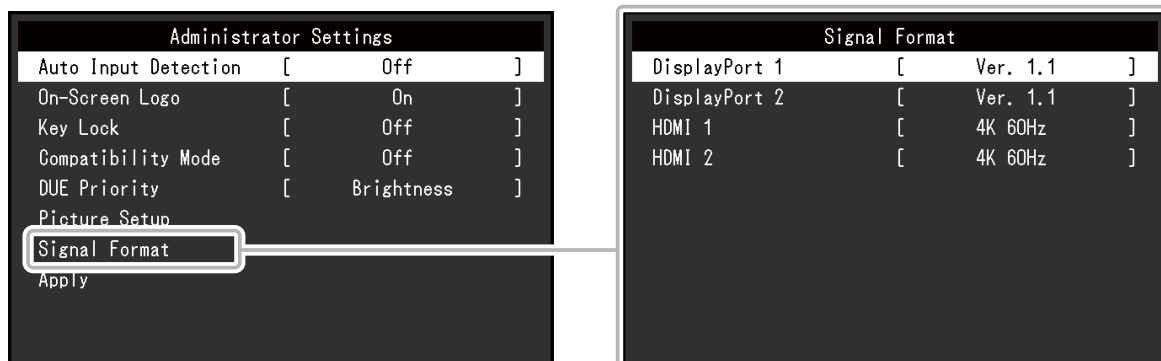 Administrator Settings
Auto Input Detection [ Off ]
On-Screen Logo [ On ]
Key Lock [ Off ]
Compatibility Mode [ Off ]
DUE Priority [ Brightness ]
Picture Setup
Signal Format
Apply
Signal Format
DisplayPort 1 [ Ver. 1.1 ]
DisplayPort 2 [ Ver. 1.1 ]
HDMI 1 [ 4K 60Hz ]
HDMI 2 [ 4K 60Hz ]